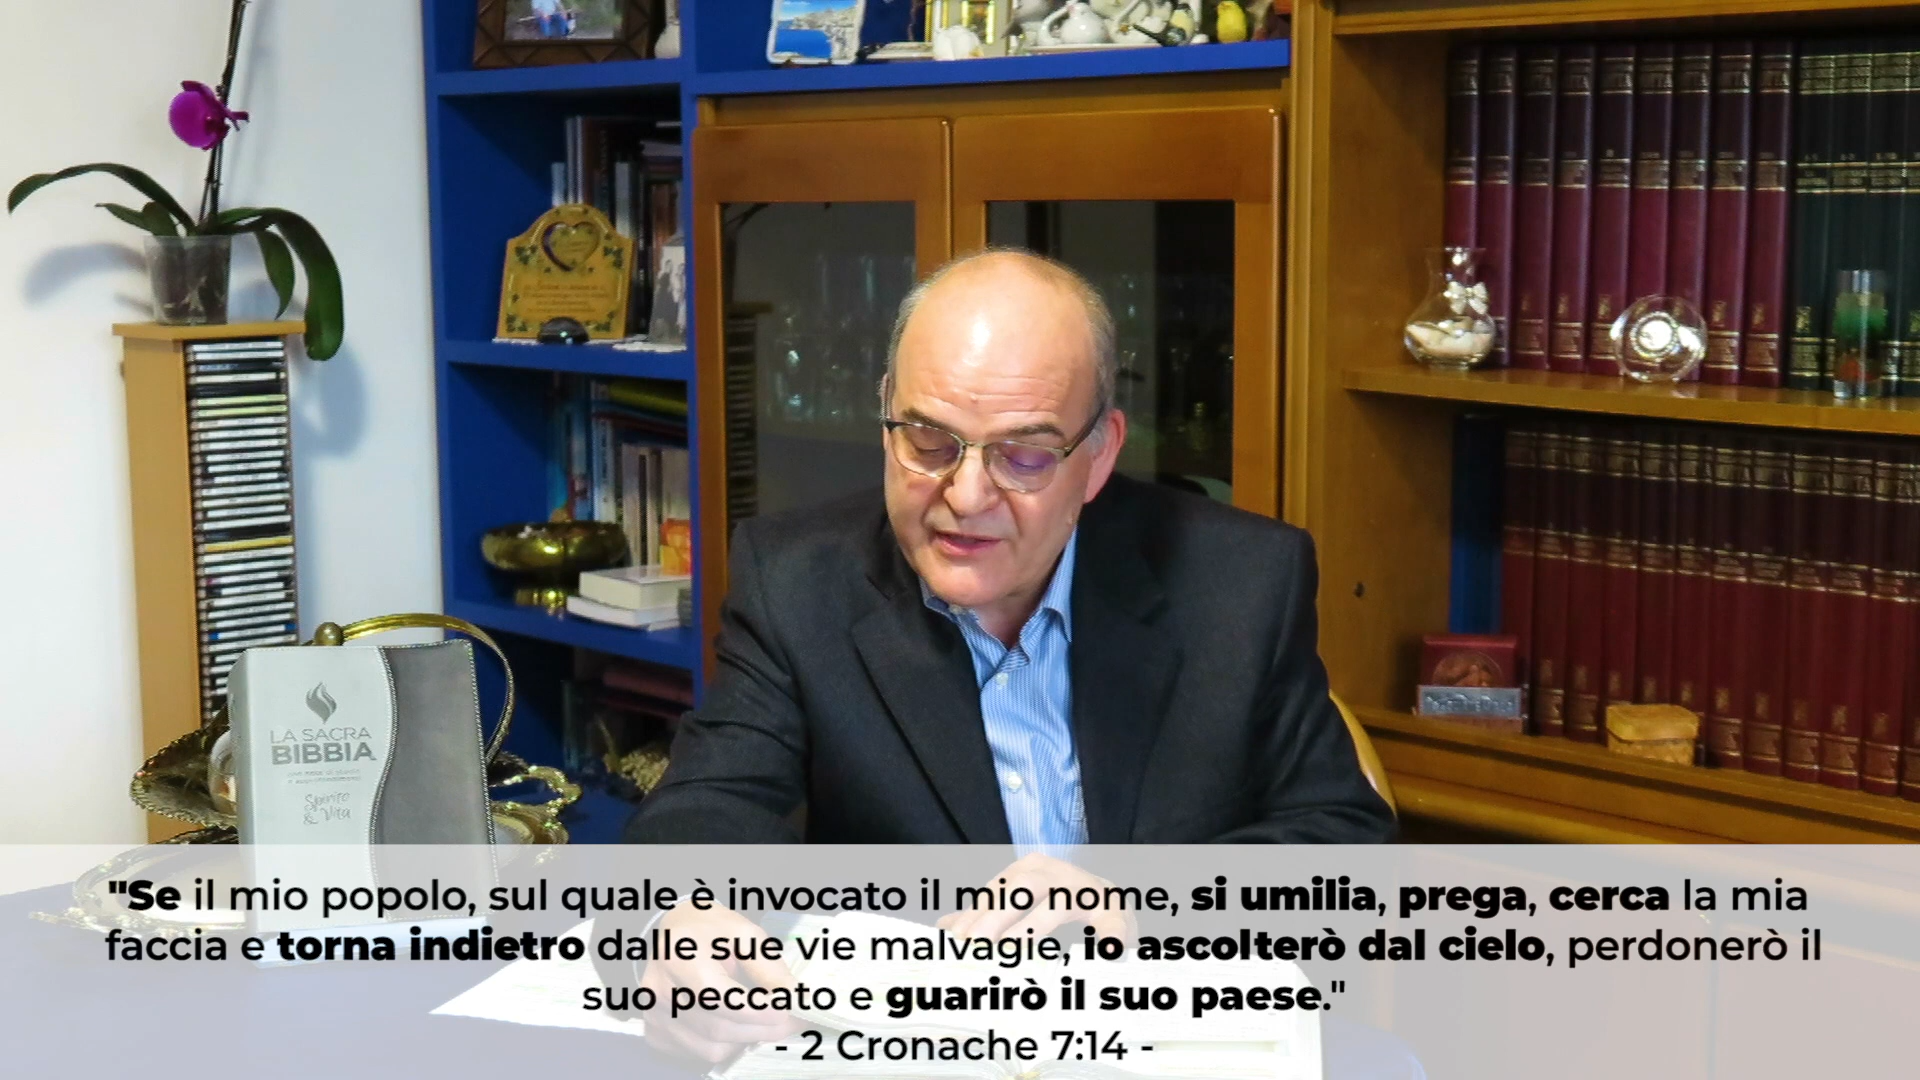 LA SACRA
BIBBIA
Spirito
& Vita
"Se il mio popolo, sul quale è invocato il mio nome, si umilia, prega, cerca la mia
faccia e torna indietro dalle sue vie malvagie, io ascolterò dal cielo, perdonerò il
suo peccato e guarirò il suo paese."
- 2 Cronache 7:14 -